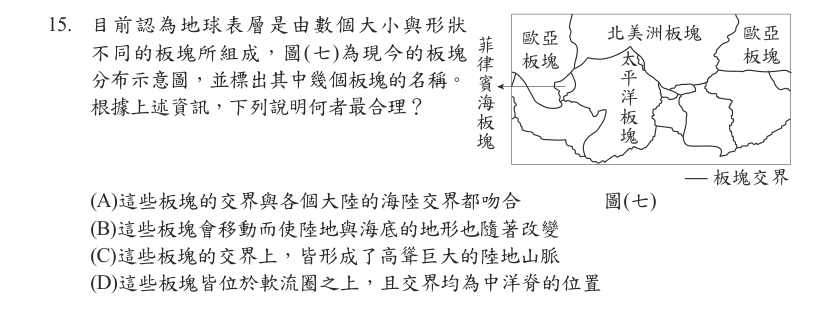 15. 目前認為地球表層是由數個大小與形狀
不同的板塊所組成，圖(七)為現今的板塊
分布示意圖，並標出其中幾個板塊的名稱。
根據上述資訊，下列說明何者最合理？
菲律賓海板塊
歐亞
板塊
北美洲板塊
歐亞
板塊
太平洋板塊
— 板塊交界
圖(七)
(A)這些板塊的交界與各個大陸的海陸交界都吻合
(B)這些板塊會移動而使陸地與海底的地形也隨著改變
(C)這些板塊的交界上，皆形成了高聳巨大的陸地山脈
(D)這些板塊皆位於軟流圈之上，且交界均為中洋脊的位置